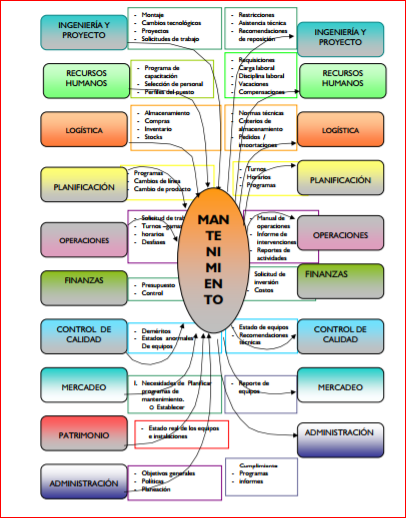 INGENIERÍA Y
PROYECTO
- Montaje
- Cambios tecnológicos
- Proyectos
- Solicitudes de trabajo
- Restricciones
- Asistencia técnica
- Recomendaciones
de reposición
INGENIERÍA Y
PROYECTO
RECURSOS
HUMANOS
- Programa de
capacitación
- Selección de personal
- Perfiles del puesto
- Requisiciones
- Carga laboral
- Disciplina laboral
- Vacaciones
- Compensaciones
RECURSOS
HUMANOS
LOGÍSTICA
- Almacenamiento
- Compras
- Inventario
- Stocks
- Normas técnicas
- Criterios de
almacenamiento
- Pedidos /
importaciones
LOGÍSTICA
PLANIFICACIÓN
- Programas
- Cambios de línea
- Cambio de producto
- Turnos
- Horarios
- Programas
PLANIFICACIÓN
OPERACIONES
- Solicitud de
- Turnos
horarios
- Desfases
MAN
TE
NI
MI
EN
TO
- Manual de
operaciones
- Informe de
intervenciones
- Reportes de
actividades
OPERACIONES
FINANZAS
- Presupuesto
- Control
- Solicitud de
inversión
- Costos
FINANZAS
CONTROL DE
CALIDAD
- Deméritos
- Estados anormales
De equipos
- Estado de equipos
- Recomendaciones
técnicas
CONTROL DE
CALIDAD
MERCADEO
1. Necesidades de Planificar
programas de
mantenimiento.
O Establecer
- Reporte de
equipos
MERCADEO
PATRIMONIO
- Estado real de los equipos
e instalaciones
ADMINISTRACIÓN
ADMINISTRACIÓN
- Objetivos generales
- Políticas
- Planeación
- Cumplimiento
- Programas
- informes